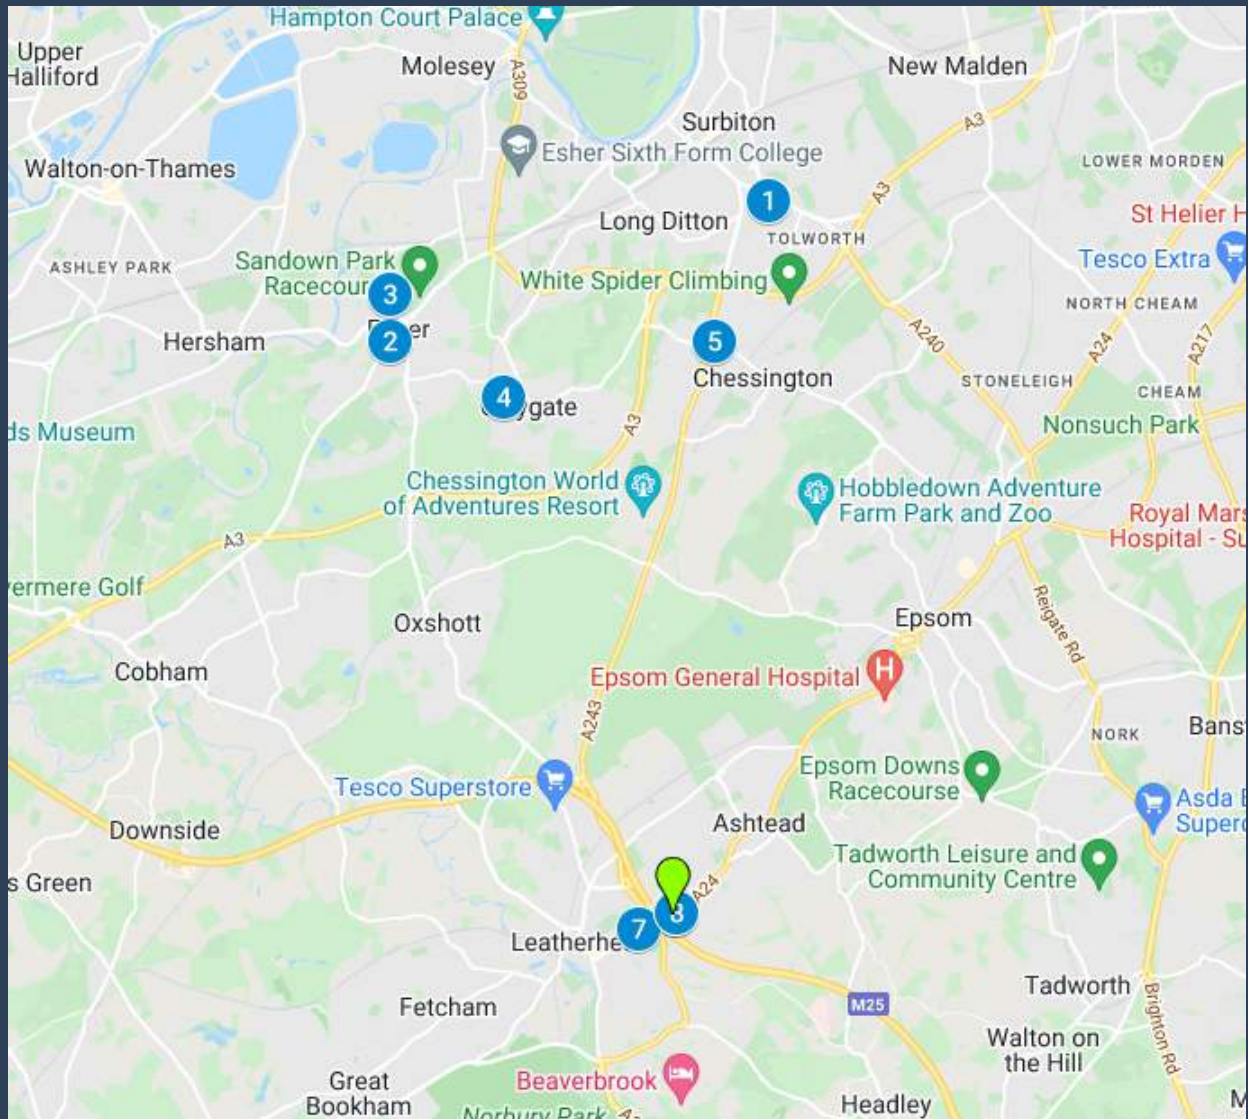 Hampton Court Palace
Upper
Halliford
Molesey
A309
New Malden
Surbiton
A3
Esher Sixth Form College
LOWER MORDEN
Walton-on-Thames
A3
1
St Helier H
Long Ditton
TOLWORTH
Sandown Park
Racecour
ASHLEY PARK
Tesco Extra
White Spider Climbing
3
NORTH CHEAM
Hersham
2
er
5
A240
A24
A217
Chessington
STONELEIGH
CHEAM
4
ygate
A3
Nonsuch Park
ds Museum
Chessington World
of Adventures Resort
Hobbledown Adventure
Farm Park and Zoo
Royal Mars
Hospital - Su
A3
vermere Golf
Reigate Rd
Oxshott
Epsom
Cobham
Epsom General Hospital
H
A243
NORK
Bans
Epsom Downs
Racecourse
Tesco Superstore
Asda
Superc
Downside
Ashtead
Tadworth Leisure and
Community Centre
s Green
A24
7
Leatherhe
Tadworth
M25
Fetcham
Brighton Rd
Walton on
the Hill
Great
Bookham
Beaverbrook
Headley
Norbury Park